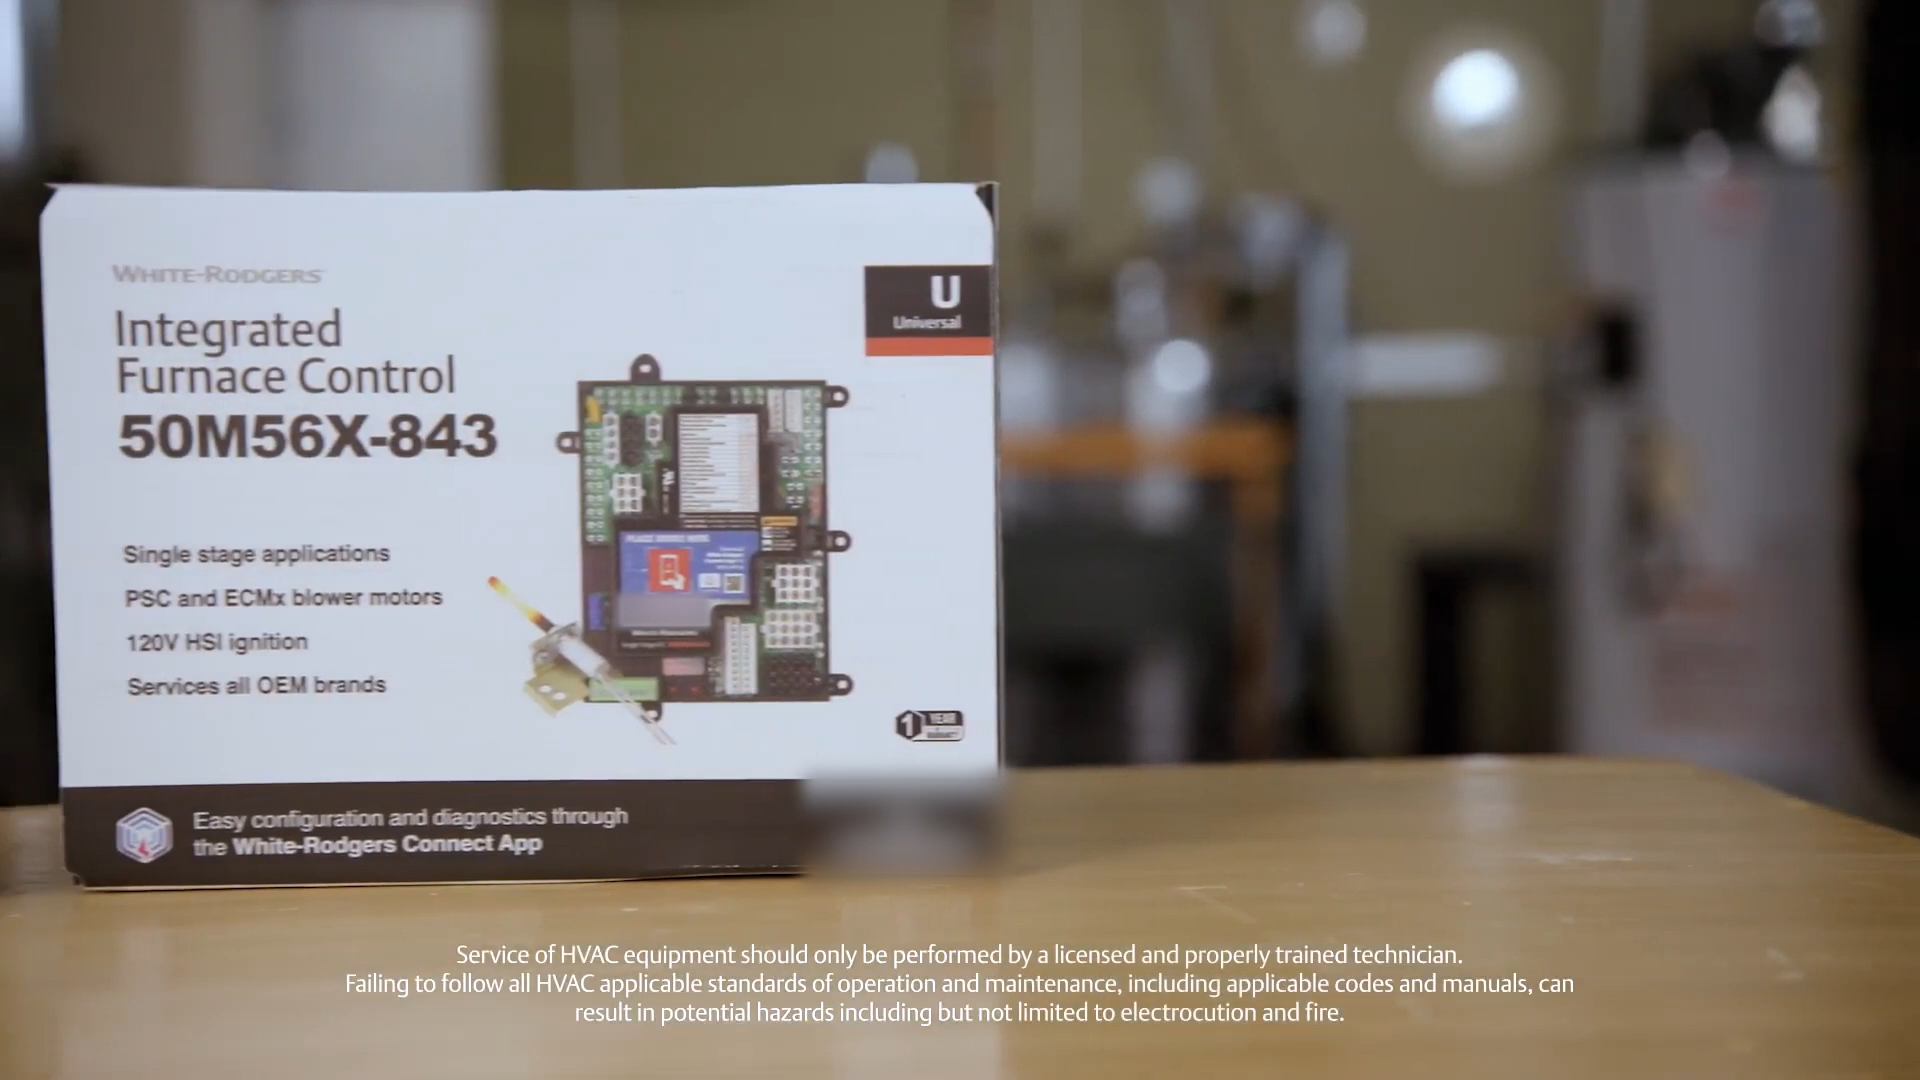 WHITE-RODGERS
Integrated
Furnace Control
50M56X-843
U
Universal
Single stage applications
PSC and ECMx blower motors
120V HSI ignition
Services all OEM brands
PLACE DEVICE HERE
1 YEAR
Easy configuration and diagnostics through
the White-Rodgers Connect App
Service of HVAC equipment should only be performed by a licensed and properly trained technician.
Failing to follow all HVAC applicable standards of operation and maintenance, including applicable codes and manuals, can
result in potential hazards including but not limited to electrocution and fire.